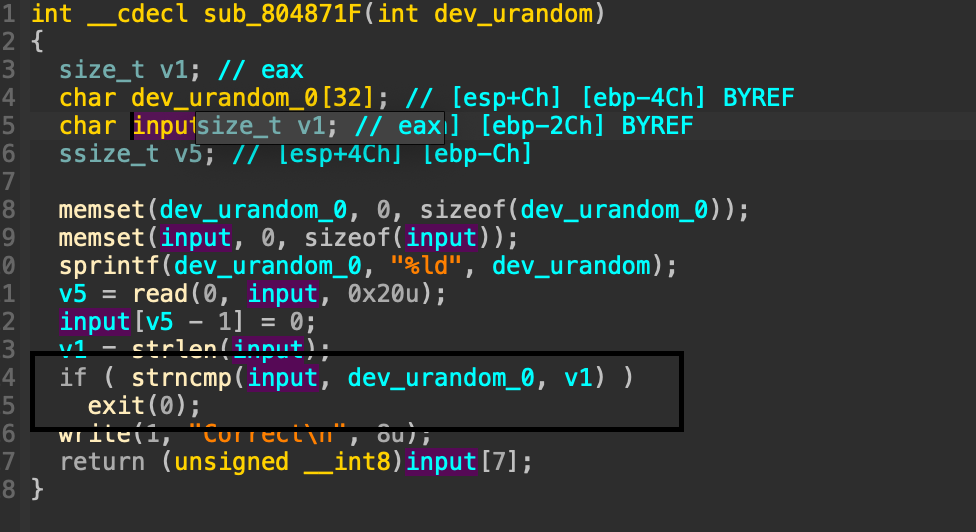 1 int __cdecl sub_804871F(int dev_urandom)
2 {
3 size_t v1; // eax
4 char dev_urandom_0[32]; // [esp+Ch] [ebp-4Ch] BYREF
5 char input size_t v1; // eax] [ebp-2Ch] BYREF
6 ssize_t v5; // [esp+4Ch] [ebp-Ch]
7
8 memset(dev_urandom_0, 0, sizeof(dev_urandom_0));
9 memset(input, 0, sizeof(input));
0 sprintf(dev_urandom_0, "%ld", dev_urandom);
1 v5 = read(0, input, 0x20u);
2 input[v5 - 1] = 0;
3 v1 = strlen(input);
4 if ( strncmp(input, dev_urandom_0, v1) )
5 exit(0);
6 write(1, "Correct\n", 8u);
7 return (unsigned __int8)input[7];
8 }